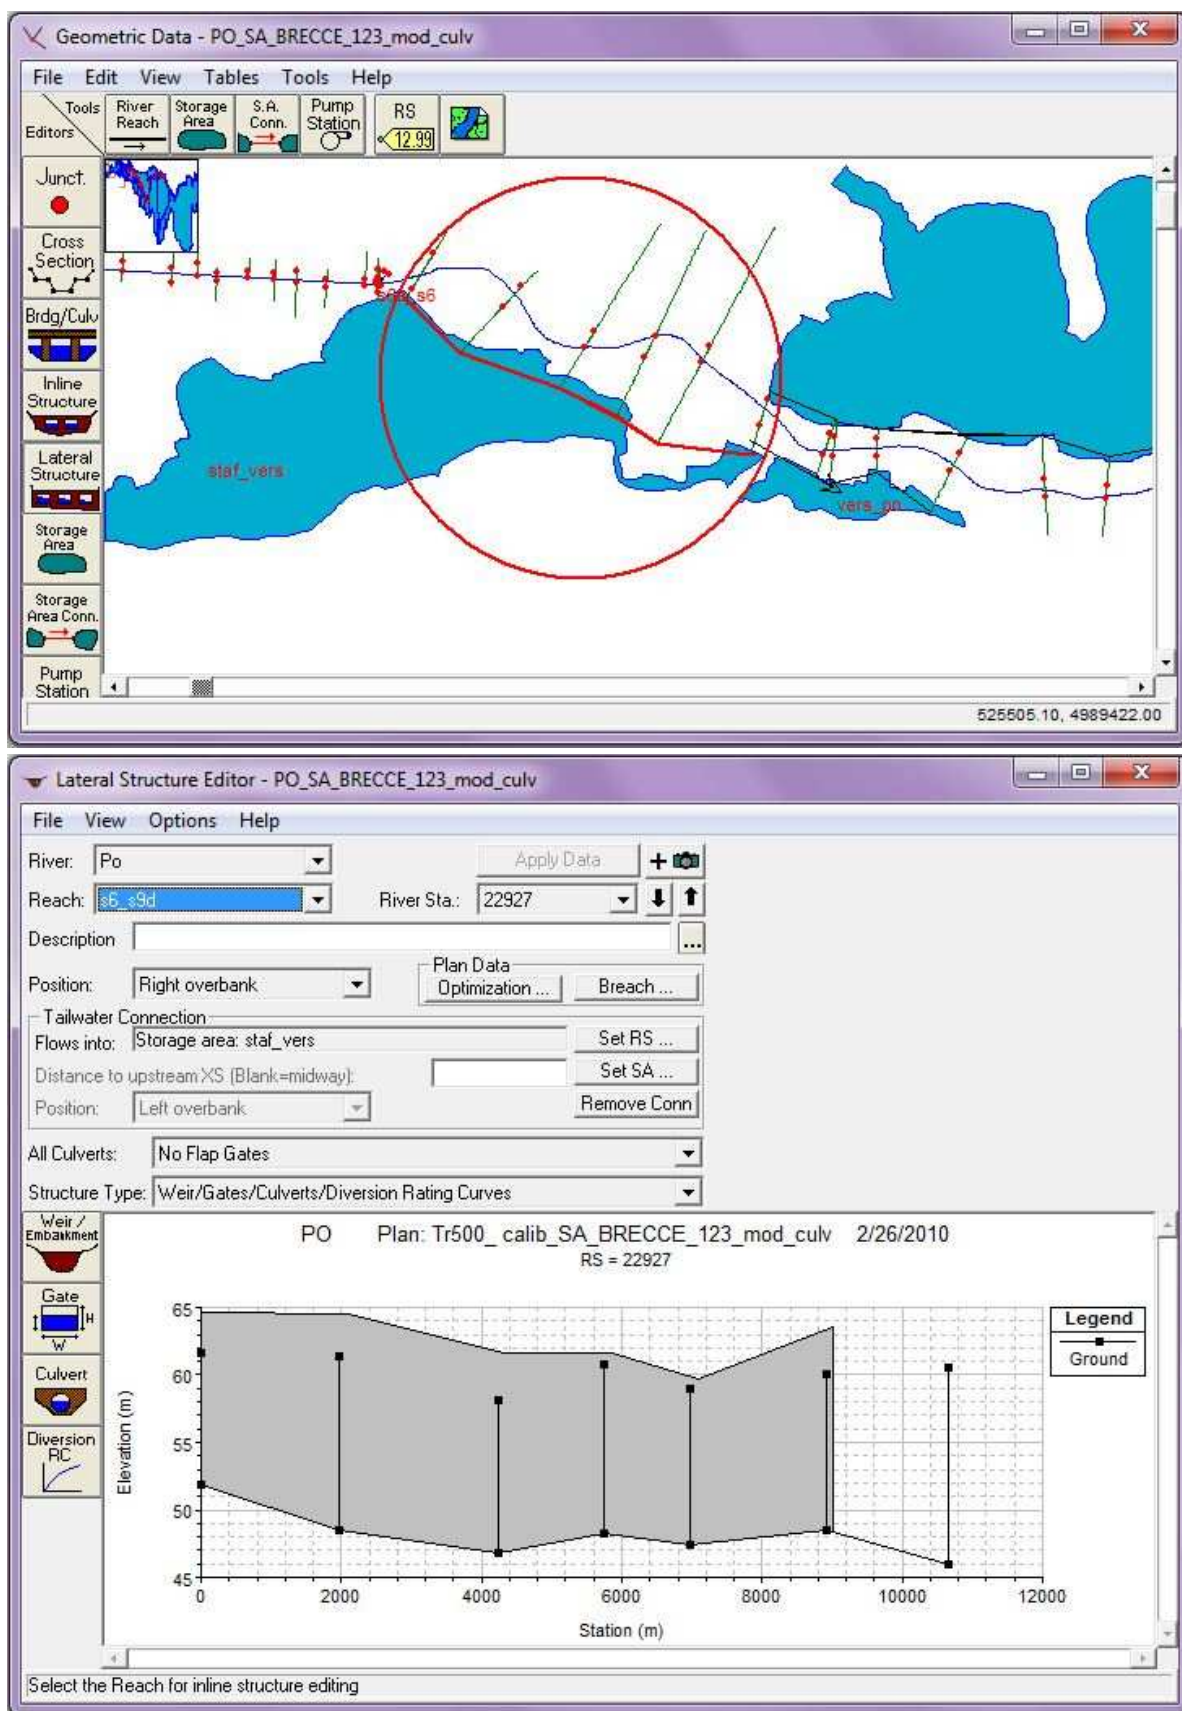 Geometric Data - PO_SA_BRECCE_123_mod_culv
File Edit View Tables Tools Help
Tools
Editors
River Reach
Storage Area
S.A. Conn.
Pump Station
RS
12.99
Junct.
Cross Section
Brdg/Culv
Inline Structure
Lateral Structure
Storage Area
Storage Area Conn.
Pump Station
s6
staf_vers
525505.10, 4989422.00
Lateral Structure Editor - PO_SA_BRECCE_123_mod_culv
File View Options Help
River: Po Apply Data
Reach: s6_s9d River Sta.: 22927
Description ...
Position: Right overbank
Plan Data
Optimization ... Breach ...
Tailwater Connection
Flows into: Storage area: staf_vers Set RS ...
Distance to upstream XS (Blank=midway): Set SA ...
Position: Left overbank Remove Conn
All Culverts: No Flap Gates
Structure Type: Weir/Gates/Culverts/Diversion Rating Curves
Weir / Embankment
Gate
H
W
Culvert
Diversion RC
PO Plan: Tr500_ calib_SA_BRECCE_123_mod_culv 2/26/2010
RS = 22927
65
60
55
50
45
Elevation (m)
0 2000 4000 6000 8000 10000 12000
Station (m)
Legend
Ground
Select the Reach for inline structure editing